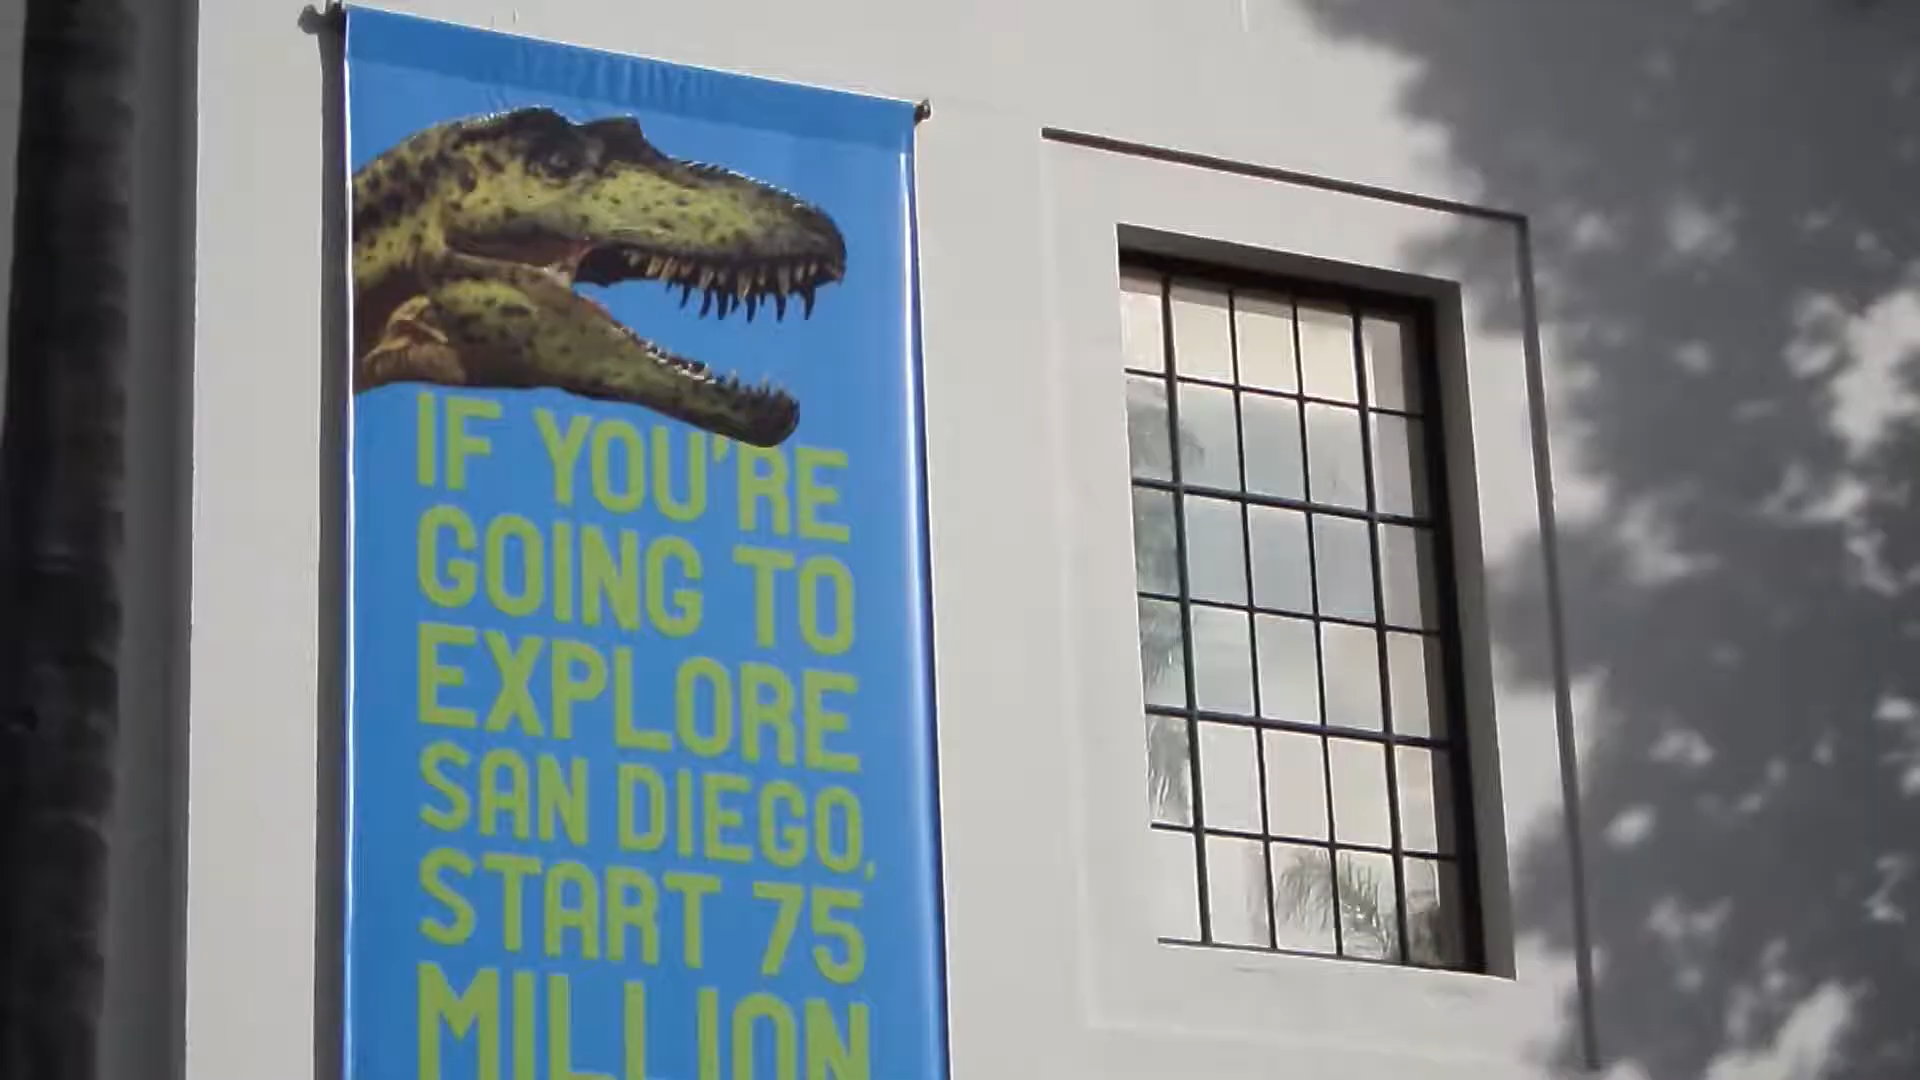 IF YOU'RE
GOING TO
EXPLORE
SAN DIEGO,
START 75
MILLION